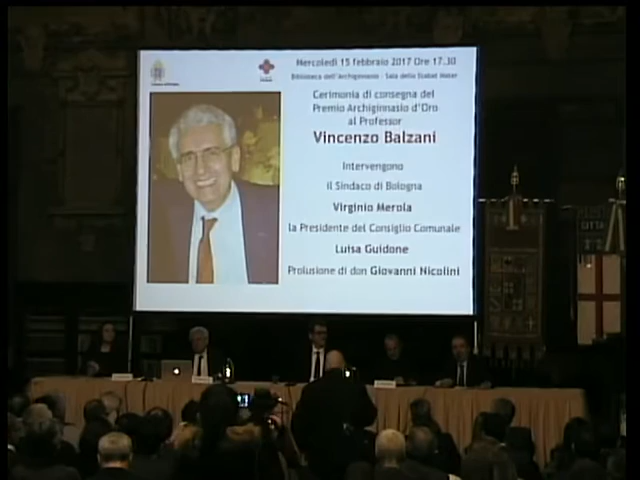 Mercoledì 15 febbraio 2017 Ore 17.30
Biblioteca dell'Archiginnasio - Sala dello Stabat Mater
Cerimonia di consegna del
Premio Archiginnasio d'Oro
al Professor
Vincenzo Balzani
Intervengono
il Sindaco di Bologna
Virginio Merola
la Presidente del Consiglio Comunale
Luisa Guidone
Prolusione di don Giovanni Nicolini